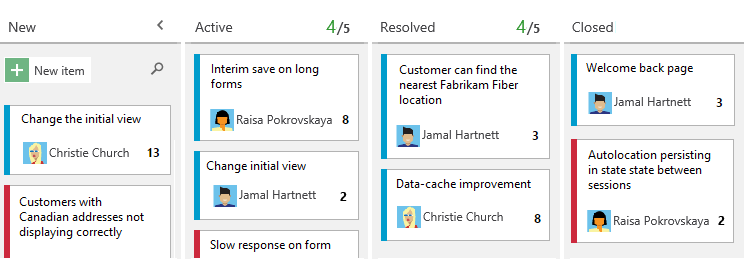 New
New item
Change the initial view
Christie Church 13
Customers with
Canadian addresses not
displaying correctly
Active 4/5
Interim save on long
forms
Raisa Pokrovskaya 8
Change initial view
Jamal Hartnett 2
Slow response on form
Resolved 4/5
Customer can find the
nearest Fabrikam Fiber
location
Jamal Hartnett 3
Data-cache improvement
Christie Church 8
Closed
Welcome back page
Jamal Hartnett 3
Autolocation persisting
in state state between
sessions
Raisa Pokrovskaya 2